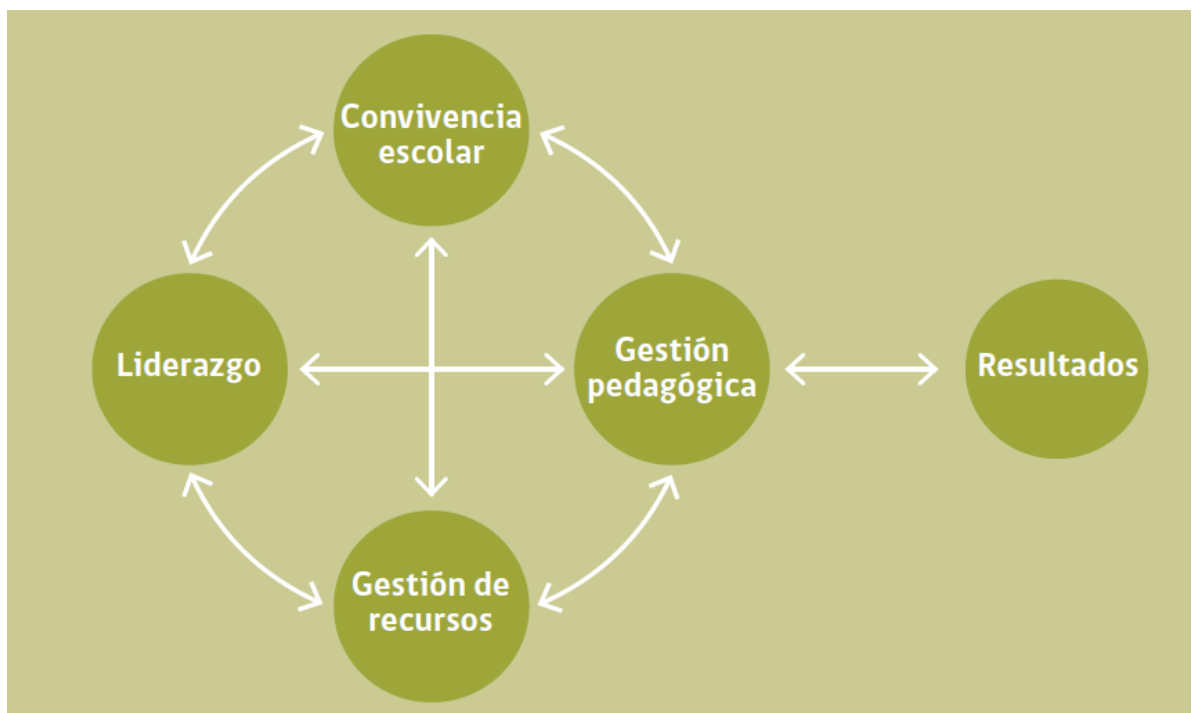 Convivencia
escolar
Liderazgo
Gestión
pedagógica
Resultados
Gestión de
recursos